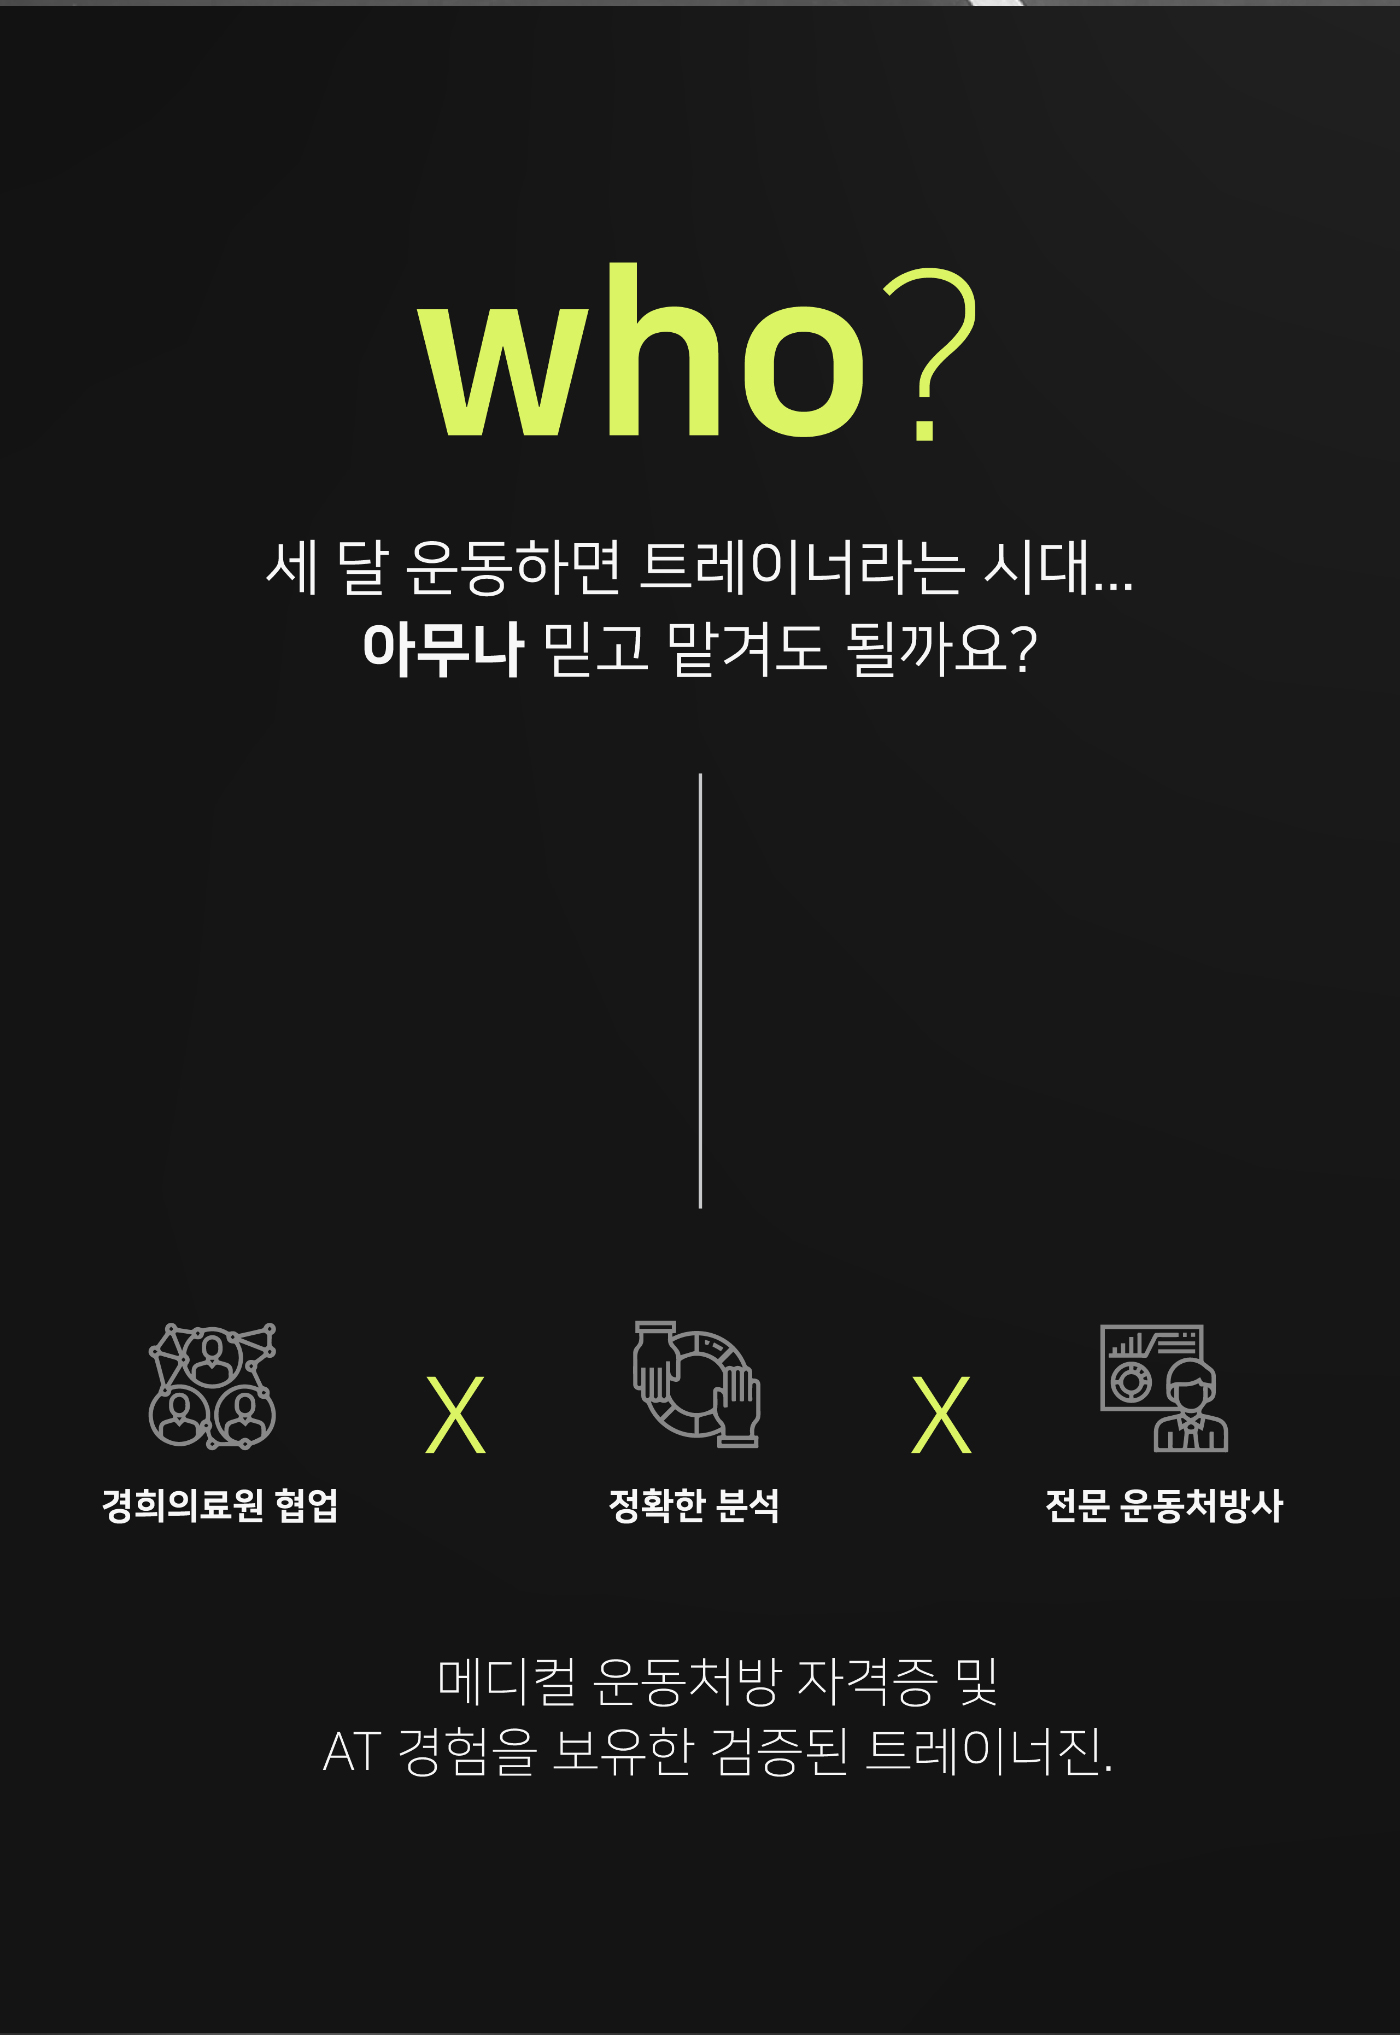 who?
세 달 운동하면 트레이너라는 시대...
아무나 믿고 맡겨도 될까요?
X
X
경희의료원 협업
정확한 분석
전문 운동처방사
메디컬 운동처방 자격증 및
AT 경험을 보유한 검증된 트레이너진.